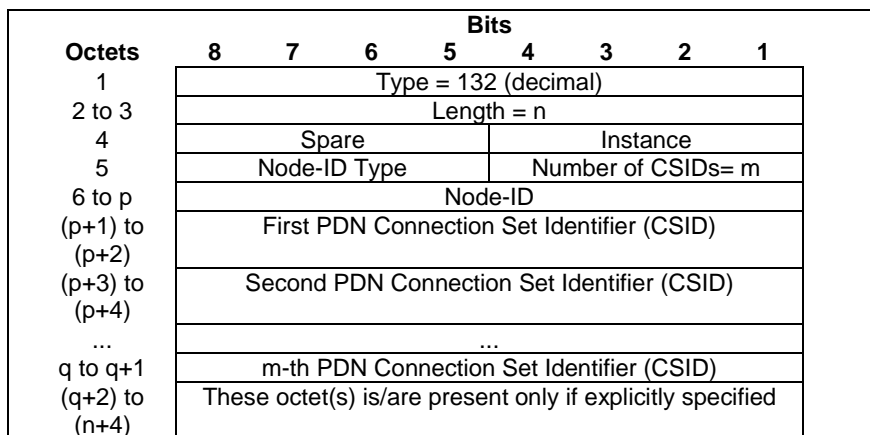 Bits
Octets 8 7 6 5 4 3 2 1
1 Type = 132 (decimal)
2 to 3 Length = n
4 Spare Instance
5 Node-ID Type Number of CSIDs= m
6 to p Node-ID
(p+1) to First PDN Connection Set Identifier (CSID)
(p+2)
(p+3) to Second PDN Connection Set Identifier (CSID)
(p+4)
... ...
q to q+1 m-th PDN Connection Set Identifier (CSID)
(q+2) to These octet(s) is/are present only if explicitly specified
(n+4)